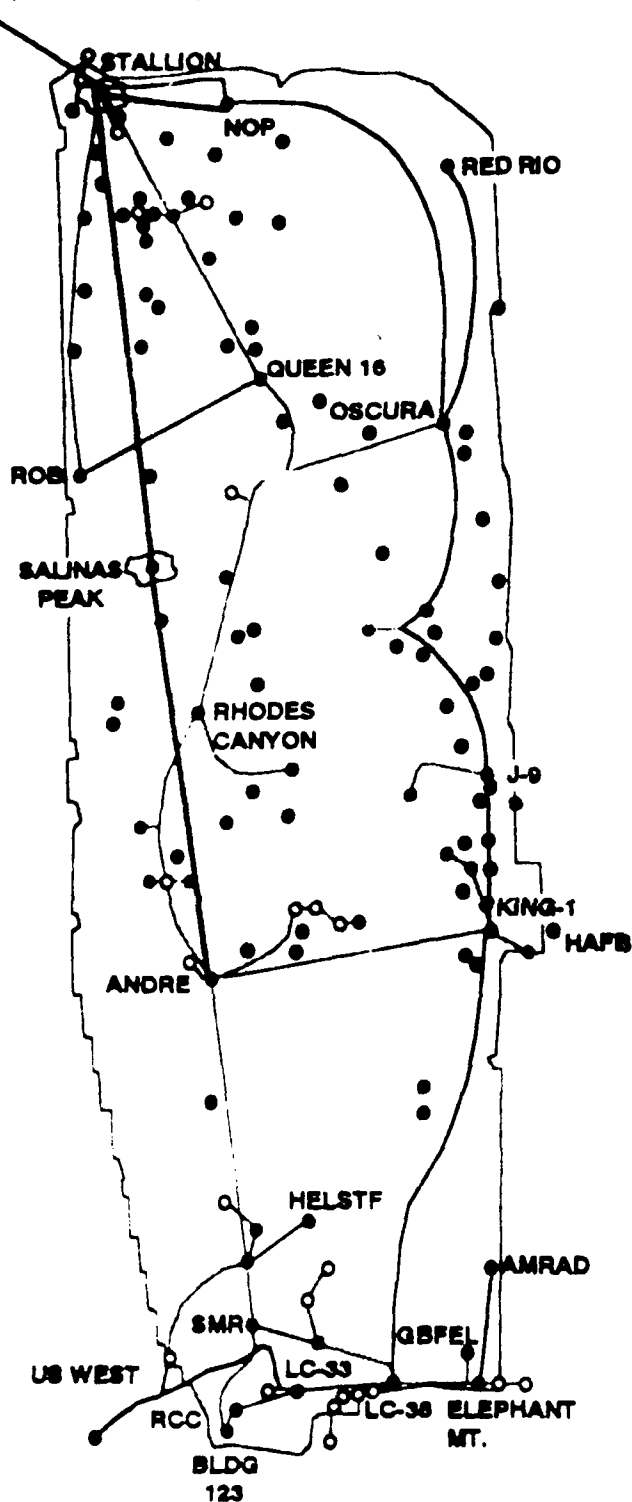 STALLION
NOP
RED RIO
QUEEN 16
OSCURA
ROB
SALINAS
PEAK
RHODES
CANYON
J-9
KING-1
HAFB
ANDRE
HELSTF
AMRAD
SMR
GBFEL
US WEST
LC-33
RCC
LC-36
ELEPHANT
MT.
BLDG
123